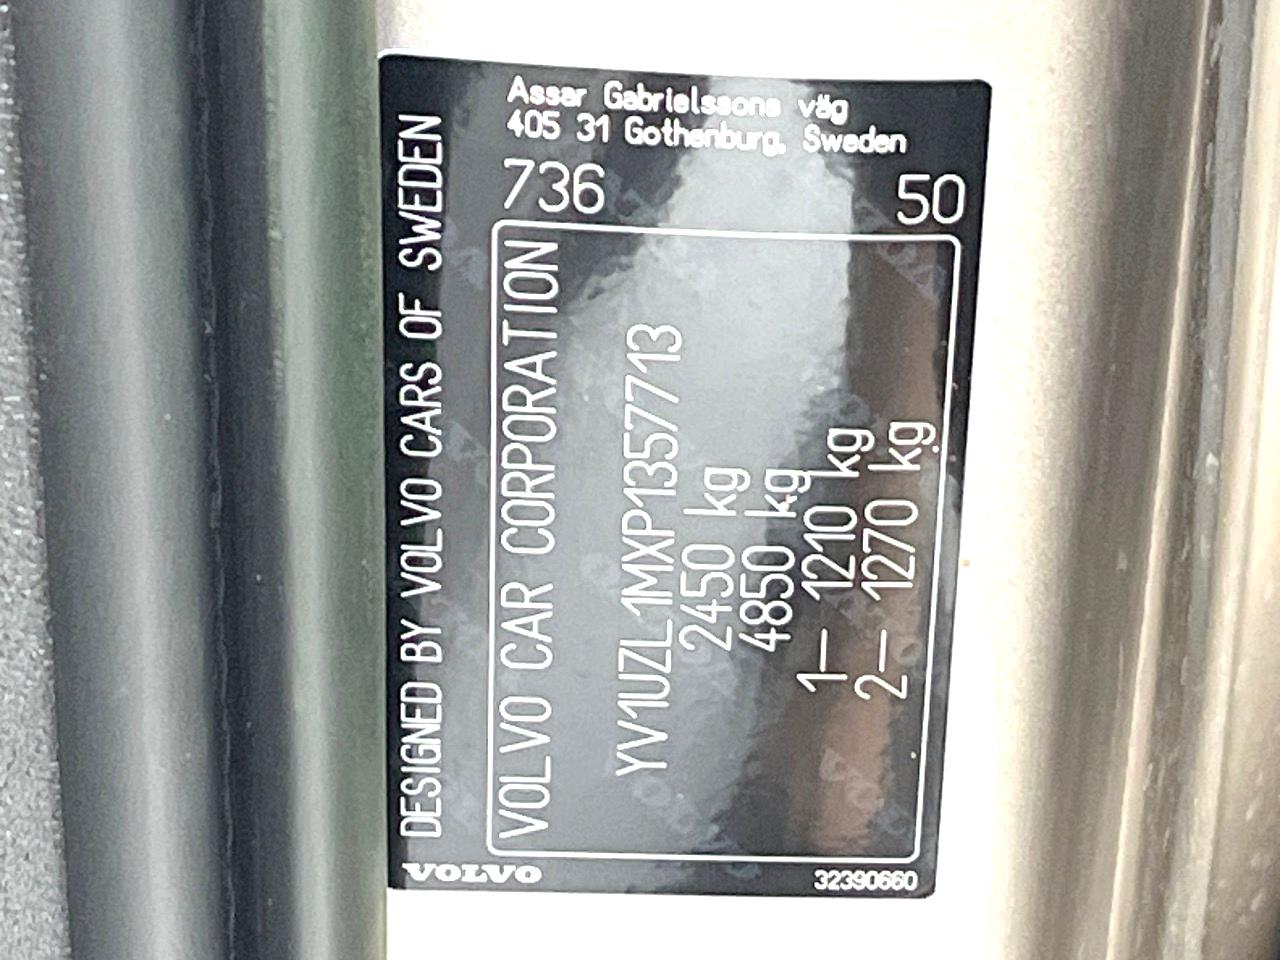 Assar Gabrielssons väg
405 31 Gothenburg, Sweden
736
50
DESIGNED BY VOLVO CARS OF SWEDEN
VOLVO CAR CORPORATION
YV1UZL1MXP1357713
2450 kg
4850 kg
1– 1210 kg
2– 1270 kg
VOLVO
32390660